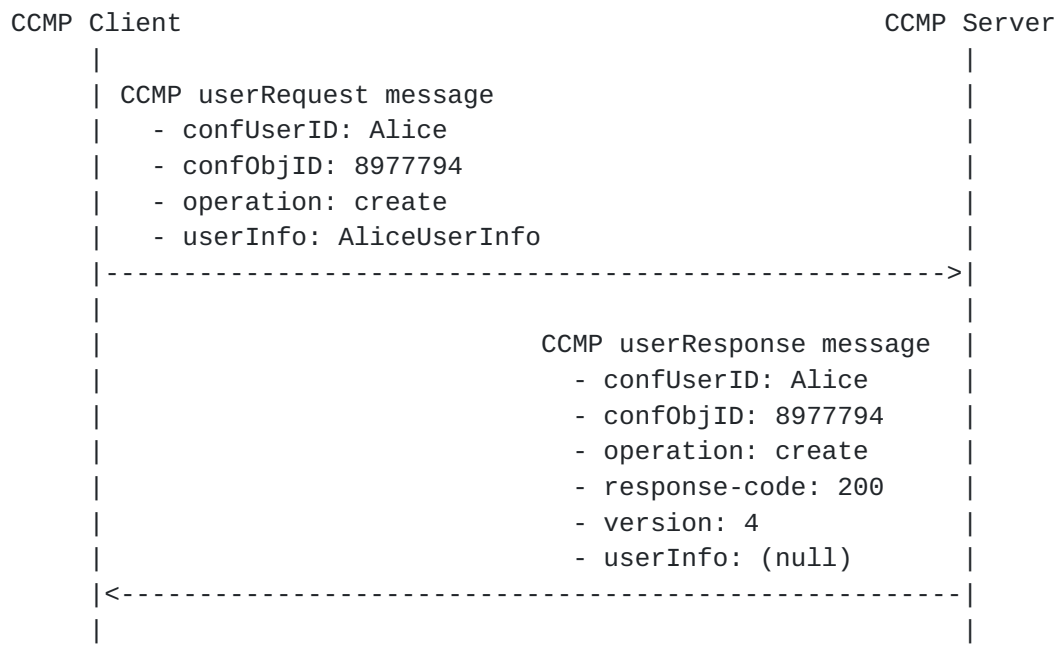 CCMP Client                                             CCMP Server
     |                                                       |
     | CCMP userRequest message                              |
     |   - confUserID: Alice                                 |
     |   - confObjID: 8977794                                |
     |   - operation: create                                 |
     |   - userInfo: AliceUserInfo                           |
     |------------------------------------------------------>|
     |                                                       |
     |                            CCMP userResponse message  |
     |                              - confUserID: Alice      |
     |                              - confObjID: 8977794     |
     |                              - operation: create      |
     |                              - response-code: 200     |
     |                              - version: 4             |
     |                              - userInfo: (null)       |
     |<------------------------------------------------------|
     |                                                       |